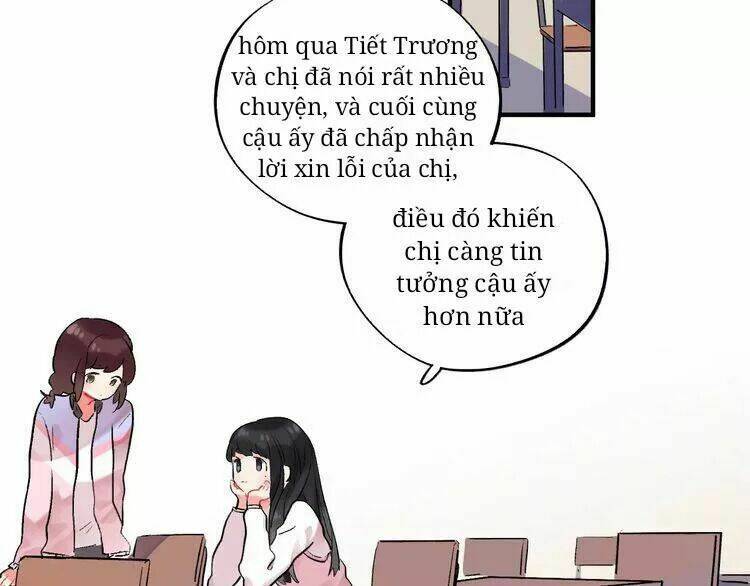 hôm qua Tiết Trương
và chị đã nói rất nhiều
chuyện, và cuối cùng
cậu ấy đã chấp nhận
lời xin lỗi của chị,
điều đó khiến
chị càng tin
tưởng cậu ấy
hơn nữa